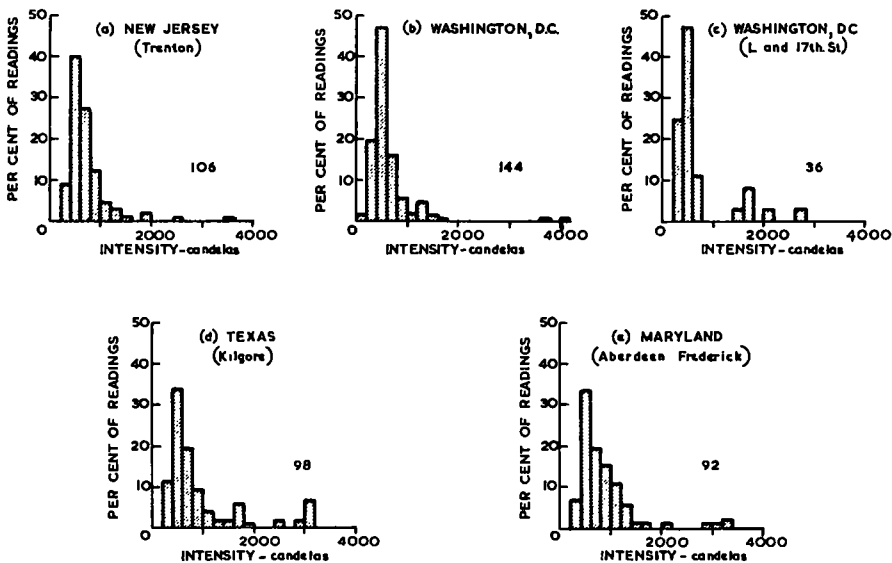 (a) NEW JERSEY
(Trenton)
PER CENT OF READINGS
50
40
30
20
10
106
0
2000
4000
INTENSITY-candelas
(b) WASHINGTON, D.C.
PER CENT OF READINGS
50
40
30
20
10
144
0
2000
4000
INTENSITY-candelas
(c) WASHINGTON, DC
(L and 17th. St)
PER CENT OF READINGS
50
40
30
20
10
36
0
2000
4000
INTENSITY-candelas
(d) TEXAS
(Kilgore)
PER CENT OF READINGS
50
40
30
20
10
98
0
2000
4000
INTENSITY-candelas
(e) MARYLAND
(Aberdeen Frederick)
PER CENT OF READINGS
50
40
30
20
10
92
0
2000
4000
INTENSITY-candelas